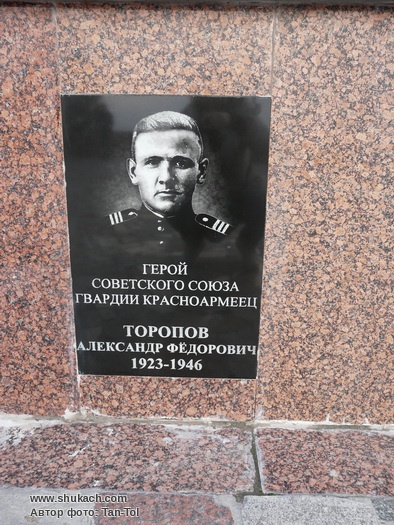 ГЕРОЙ
СОВЕТСКОГО СОЮЗА
ГВАРДИИ КРАСНОАРМЕЕЦ
ТОРОПОВ
АЛЕКСАНДР ФЁДОРОВИЧ
1923-1946
www.shukach.com
Автор фото: Tan-Tol